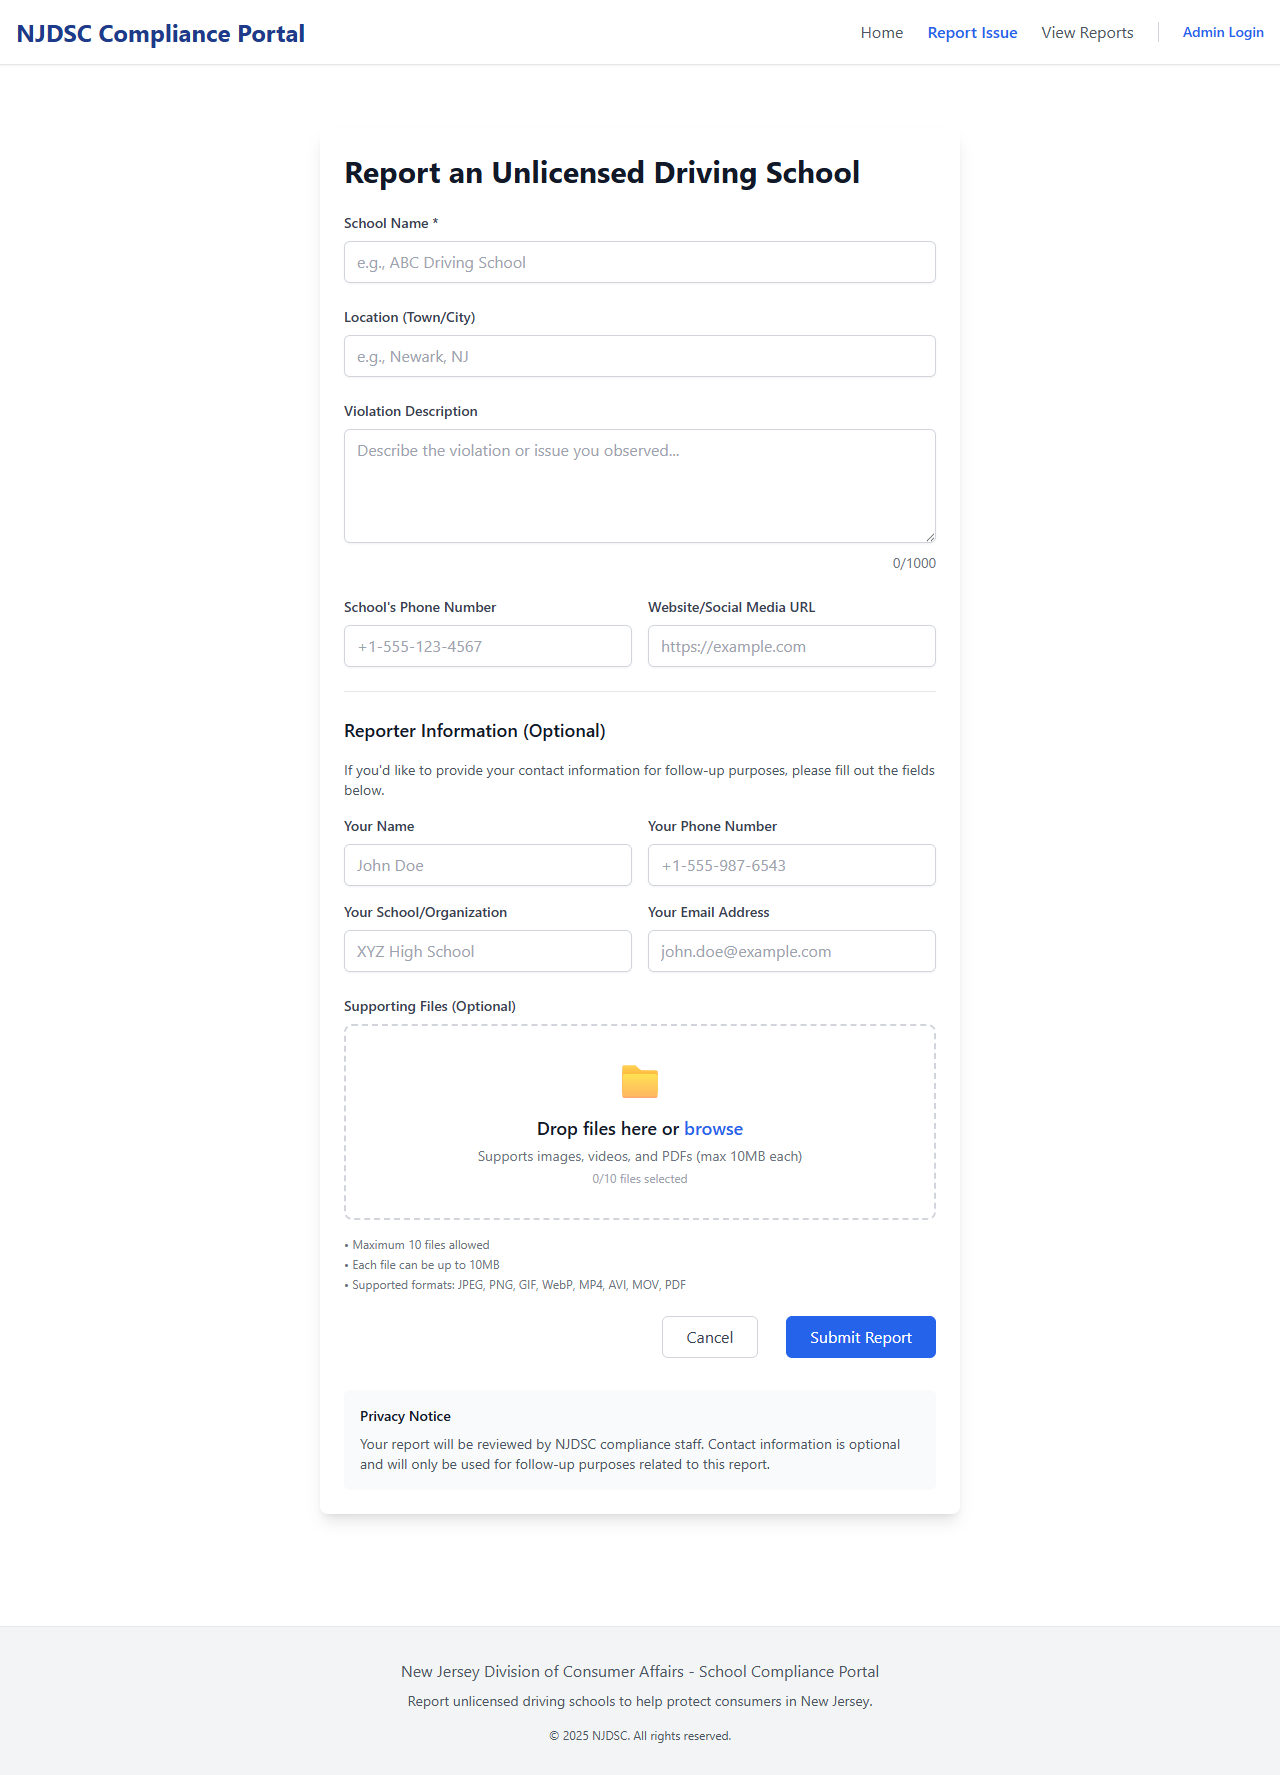 NJDSC Compliance Portal
Home Report Issue View Reports Admin Login
Report an Unlicensed Driving School
School Name *
e.g., ABC Driving School
Location (Town/City)
e.g., Newark, NJ
Violation Description
Describe the violation or issue you observed...
0/1000
School's Phone Number Website/Social Media URL
+1-555-123-4567 https://example.com
Reporter Information (Optional)
If you'd like to provide your contact information for follow-up purposes, please fill out the fields
below.
Your Name Your Phone Number
John Doe +1-555-987-6543
Your School/Organization Your Email Address
XYZ High School john.doe@example.com
Supporting Files (Optional)
Drop files here or browse
Supports images, videos, and PDFs (max 10MB each)
0/10 files selected
• Maximum 10 files allowed
• Each file can be up to 10MB
• Supported formats: JPEG, PNG, GIF, WebP, MP4, AVI, MOV, PDF
Cancel Submit Report
Privacy Notice
Your report will be reviewed by NJDSC compliance staff. Contact information is optional
and will only be used for follow-up purposes related to this report.
New Jersey Division of Consumer Affairs - School Compliance Portal
Report unlicensed driving schools to help protect consumers in New Jersey.
© 2025 NJDSC. All rights reserved.